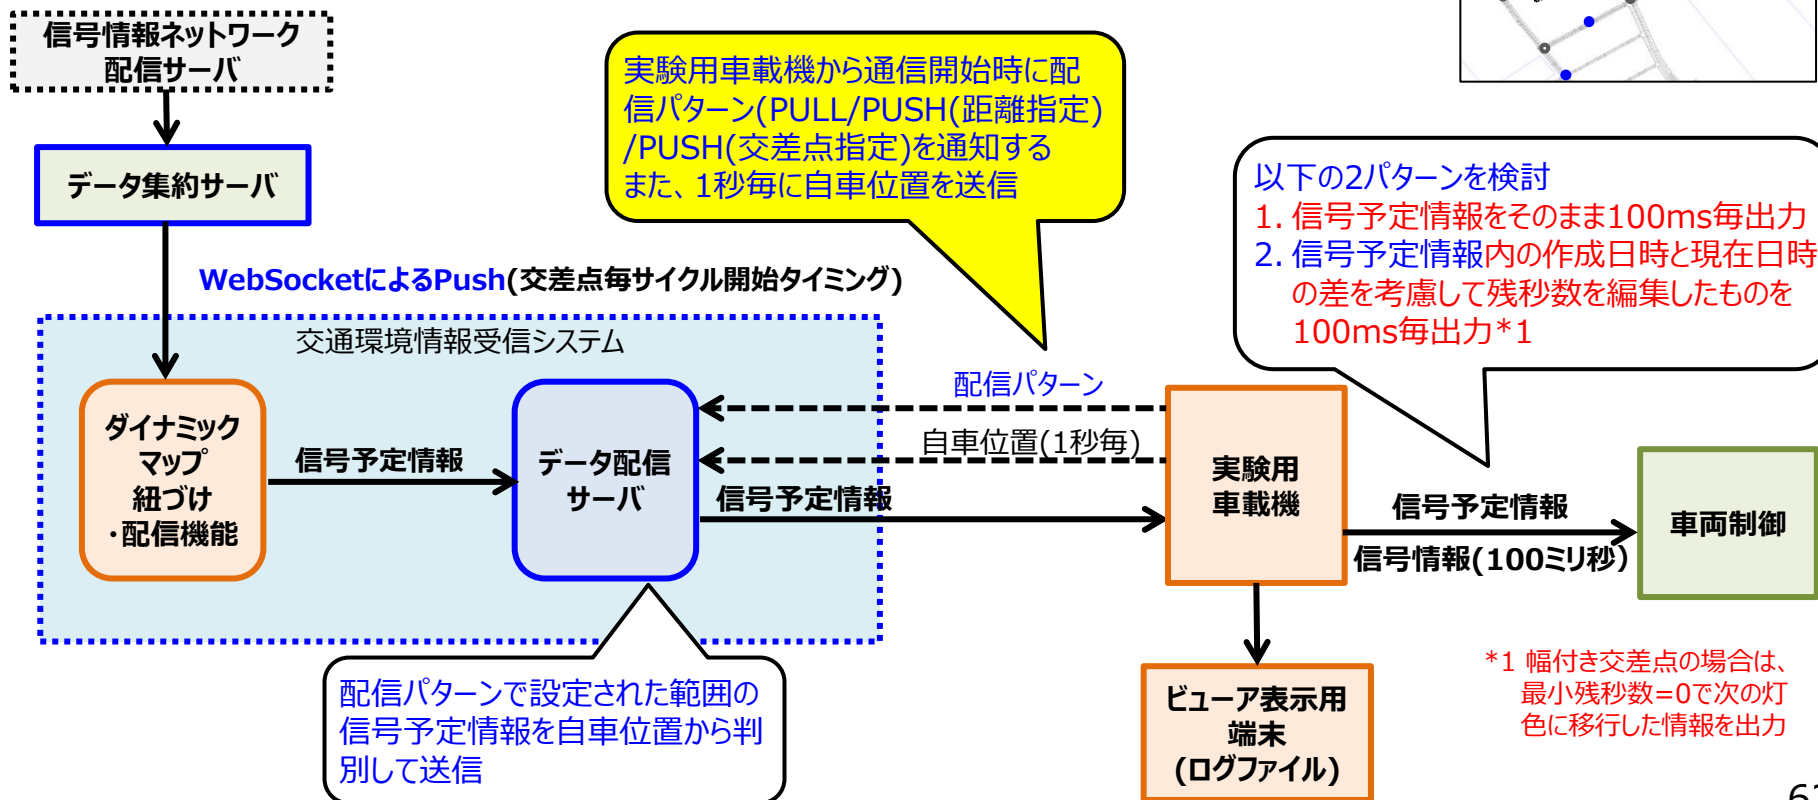 信号情報ネットワーク
配信サーバ
データ集約サーバ
WebSocketによるPush(交差点毎サイクル開始タイミング)
実験用車載機から通信開始時に配
信パターン(PULL/PUSH(距離指定)
/PUSH(交差点指定)を通知する
また、1秒毎に自車位置を送信
以下の2パターンを検討
1. 信号予定情報をそのまま100ms毎出力
2. 信号予定情報内の作成日時と現在日時
の差を考慮して残秒数を編集したものを
100ms毎出力*1
交通環境情報受信システム
ダイナミック
マップ
紐づけ
・配信機能
信号予定情報
データ配信
サーバ
配信パターン
自車位置(1秒毎)
信号予定情報
実験用
車載機
信号予定情報
信号情報(100ミリ秒)
車両制御
配信パターンで設定された範囲の
信号予定情報を自車位置から判
別して送信
ビューア表示用
端末
(ログファイル)
*1 幅付き交差点の場合は、
最小残秒数=0で次の灯
色に移行した情報を出力